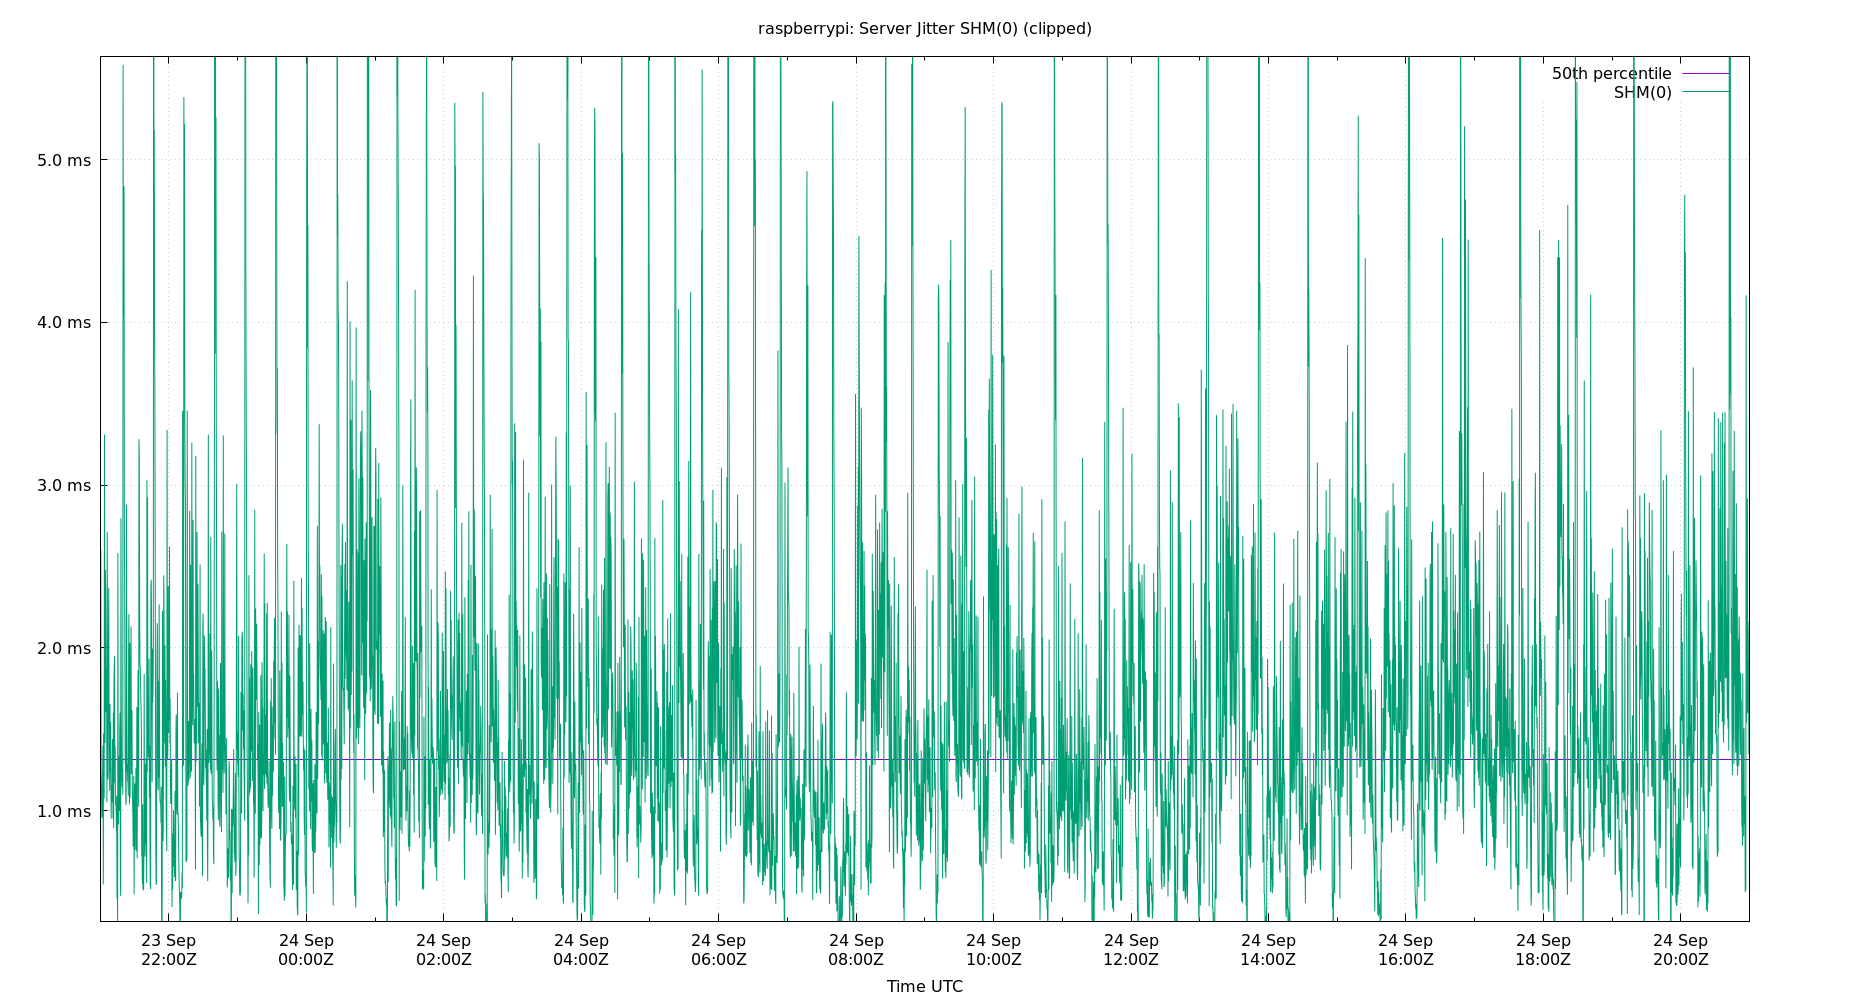 raspberrypi: Server Jitter SHM(0) (clipped)
50th percentile
SHM(0)
5.0 ms
4.0 ms
3.0 ms
2.0 ms
1.0 ms
23 Sep 24 Sep 24 Sep 24 Sep 24 Sep 24 Sep 24 Sep 24 Sep 24 Sep 24 Sep 24 Sep 24 Sep
22:00Z 00:00Z 02:00Z 04:00Z 06:00Z 08:00Z 10:00Z 12:00Z 14:00Z 16:00Z 18:00Z 20:00Z
Time UTC